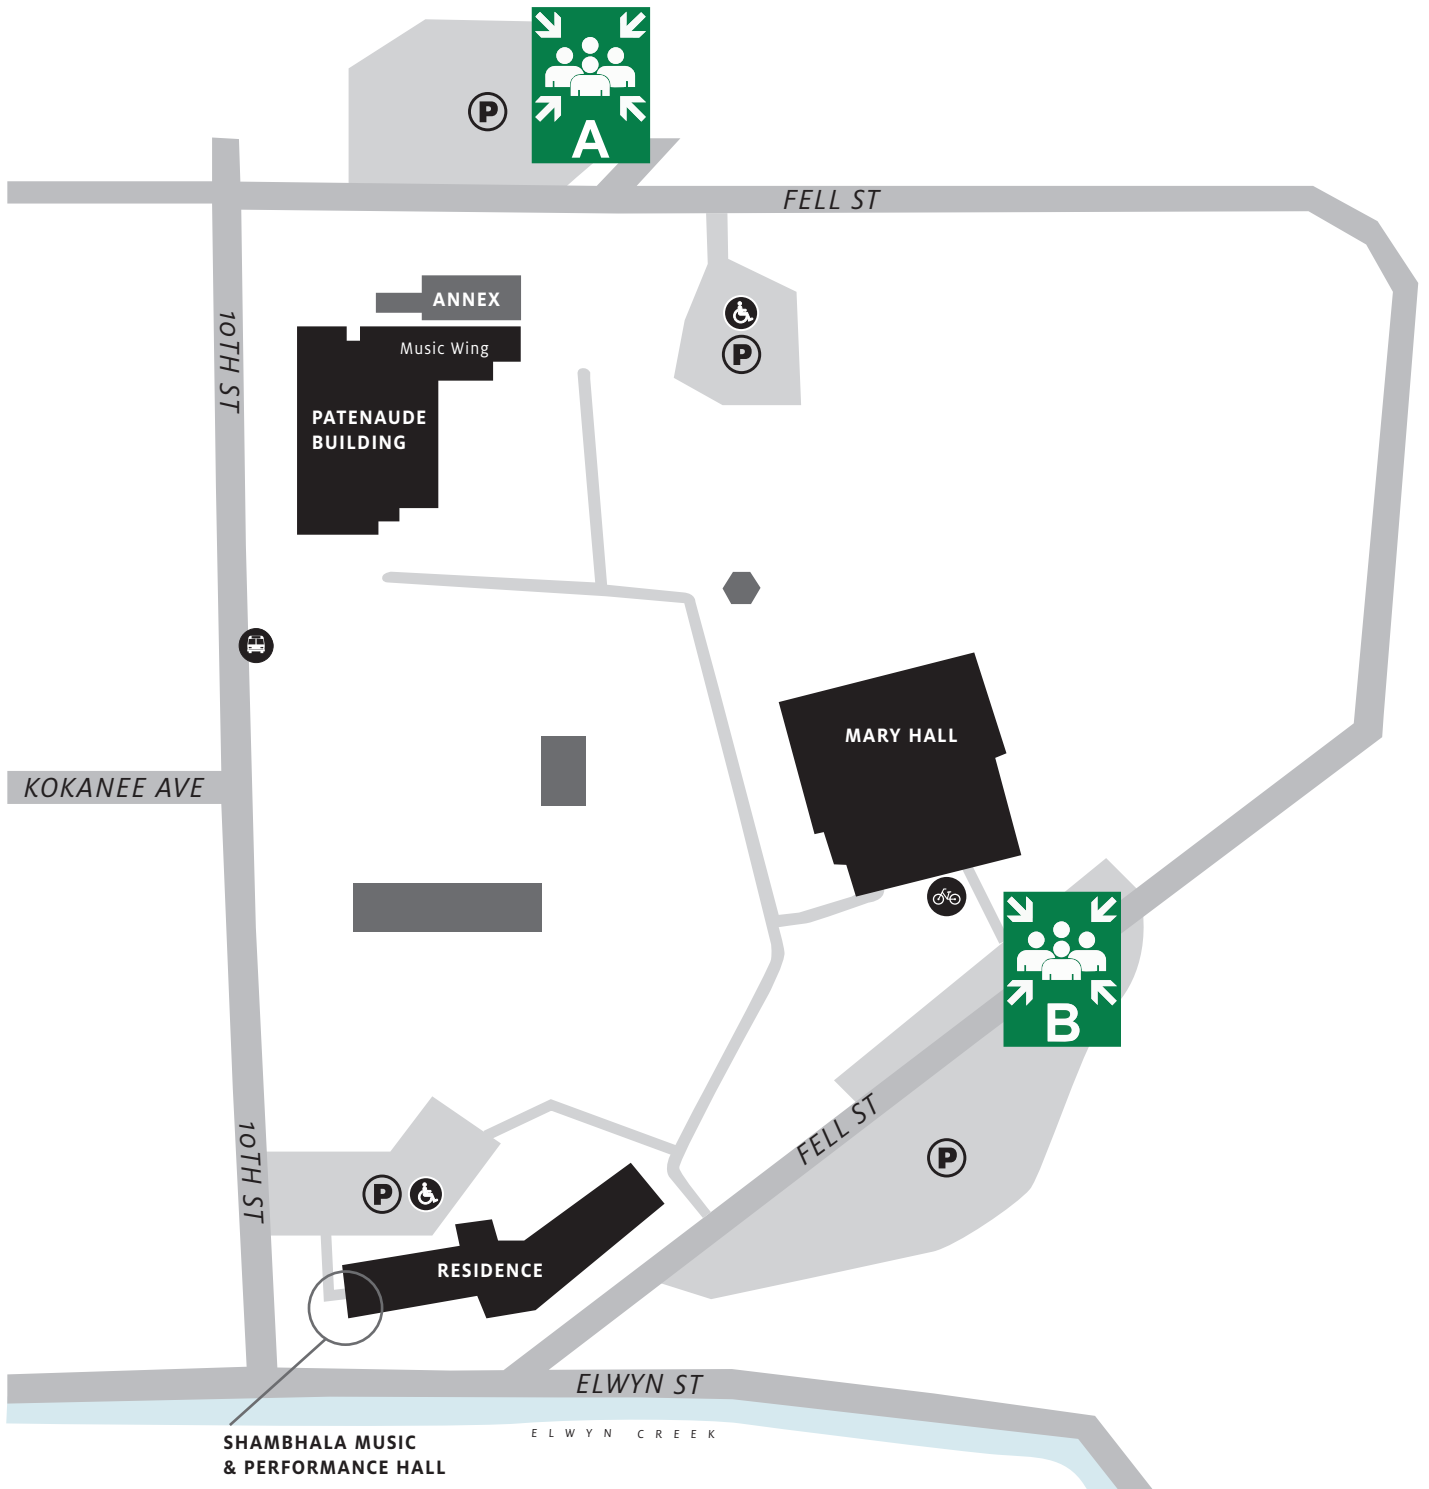 P
A
FELL ST
ANNEX
Music Wing
10TH ST
P
PATENAUDE
BUILDING
MARY HALL
KOKANEE AVE
B
FELL ST
P
10TH ST
P
RESIDENCE
ELWYN ST
ELWYN CREEK
SHAMBHALA MUSIC
& PERFORMANCE HALL